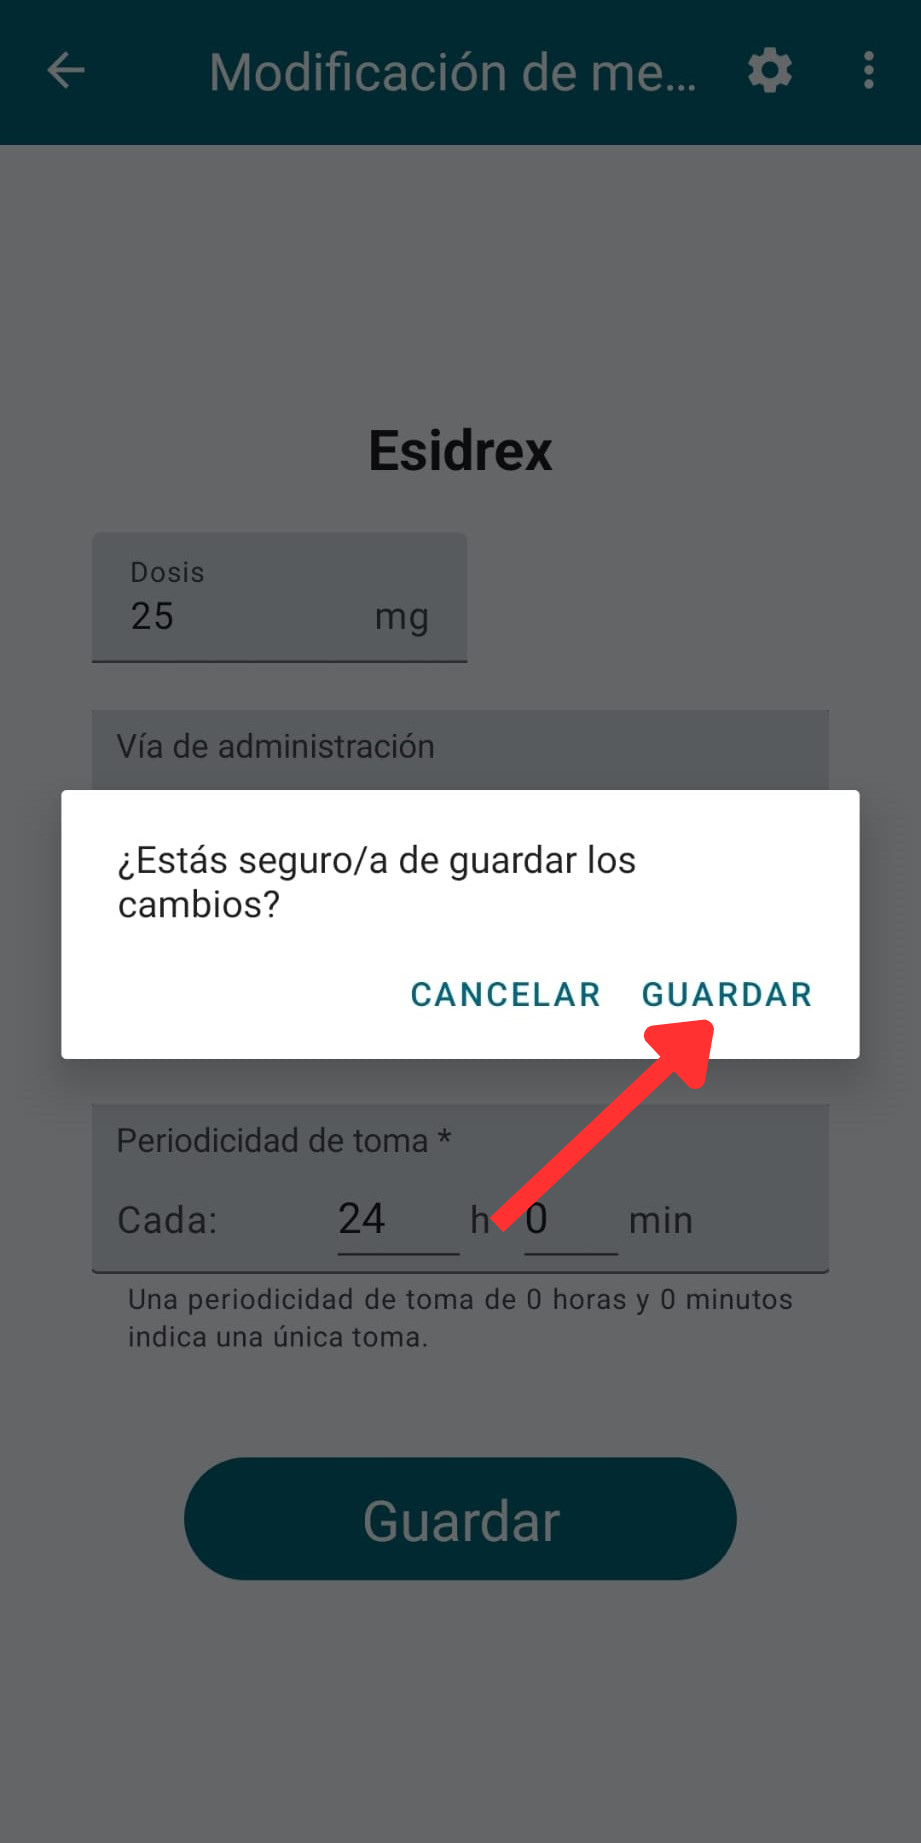 Modificación de me...
Esidrex
Dosis
25 mg
Vía de administración
¿Estás seguro/a de guardar los
cambios?
CANCELAR GUARDAR
Periodicidad de toma *
Cada: 24 h 0 min
Una periodicidad de toma de 0 horas y 0 minutos
indica una única toma.
Guardar